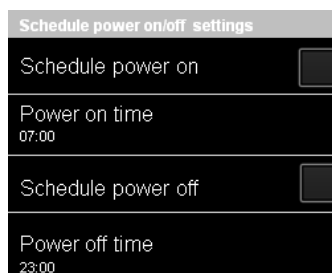 Schedule power on/off settings
Schedule power on
Power on time
07:00
Schedule power off
Power off time
23:00